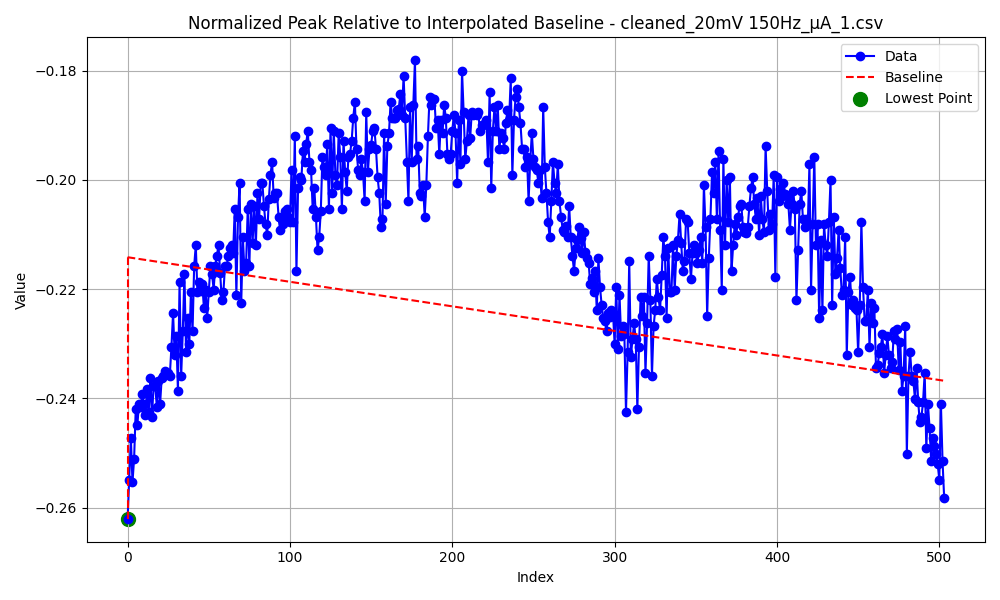 Normalized Peak Relative to Interpolated Baseline - cleaned_20mV 150Hz_μA_1.csv
Data
Baseline
Lowest Point
−0.18
−0.20
−0.22
−0.24
−0.26
Value
0 100 200 300 400 500
Index